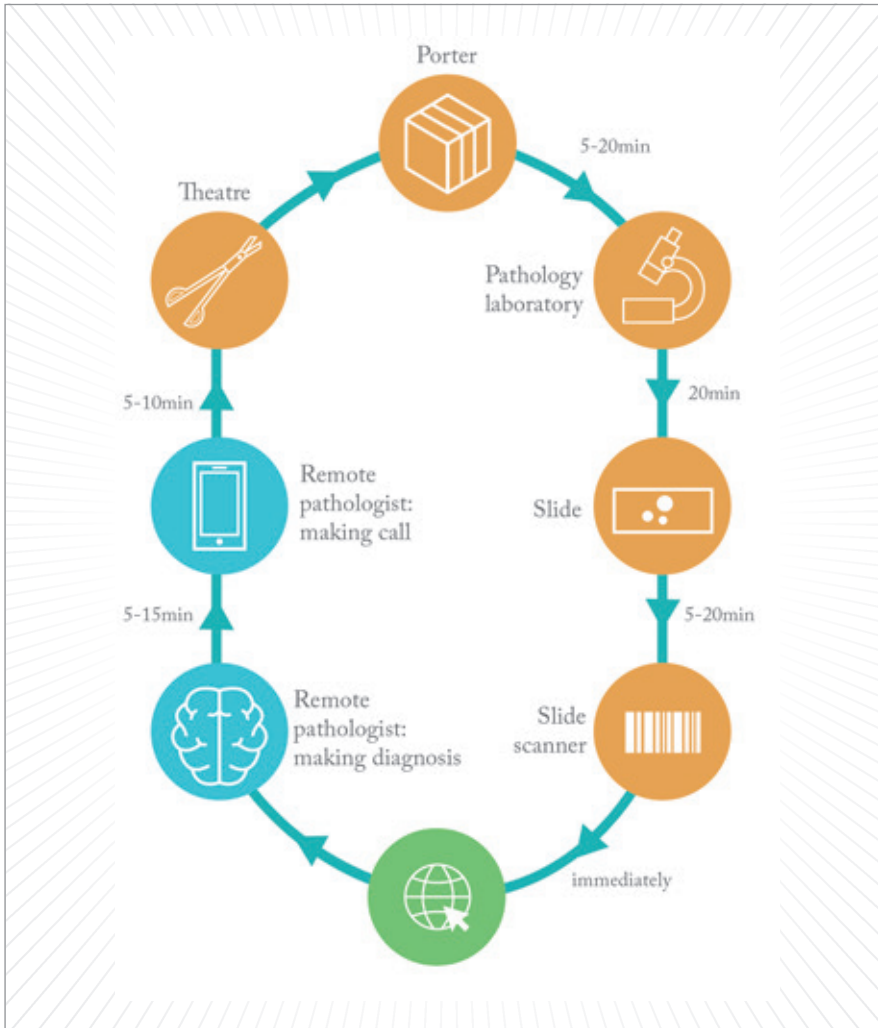 Porter
5-20min
Theatre
Pathology
laboratory
5-10min
20min
Remote
pathologist:
making call
Slide
5-15min
5-20min
Remote
pathologist:
making diagnosis
Slide
scanner
immediately